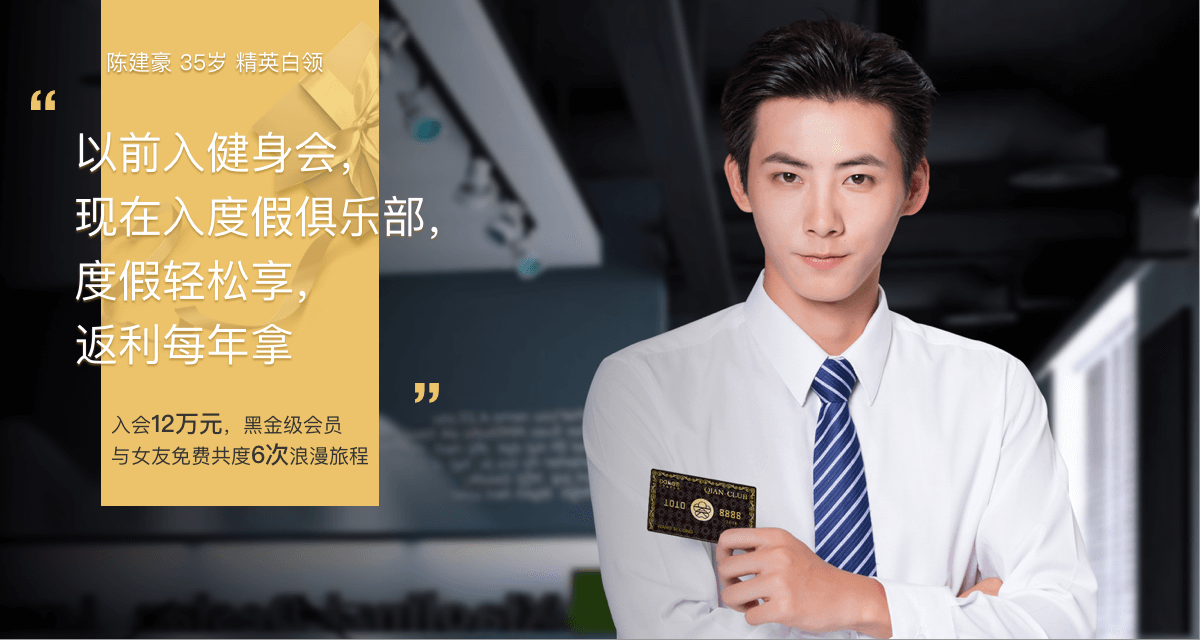 陈建豪 35岁 精英白领
“
以前入健身会,
现在入度假俱乐部,
度假轻松享,
返利每年拿
”
入会12万元，黑金级会员
与女友免费共度6次浪漫旅程
QIAN CLUB
8888